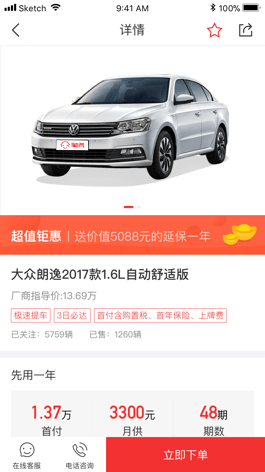 Sketch 9:41 AM 100%
详情
超值钜惠 | 送价值5088元的延保一年
大众朗逸2017款1.6L自动舒适版
厂商指导价:13.69万
极速提车 3日必达 首付含购置税、首年保险、上牌费
已关注：5759辆 已售：1260辆
先用一年
1.37万 3300元 48期
首付 月供 期数
在线客服 电话咨询 立即下单